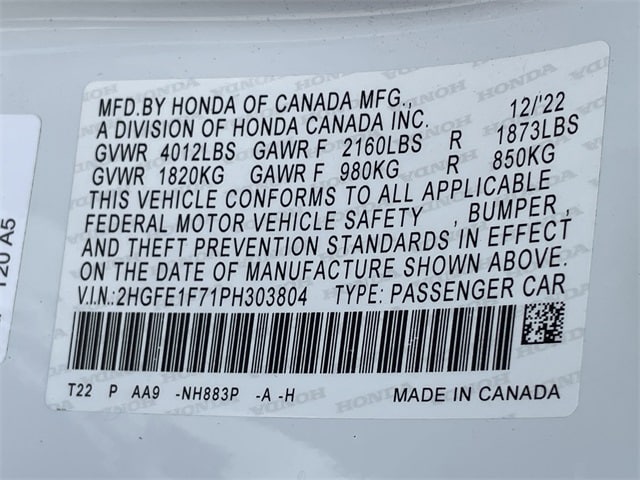 MFD.BY HONDA OF CANADA MFG., 12/'22
A DIVISION OF HONDA CANADA INC.
GVWR 4012LBS GAWR F 2160LBS R 1873LBS
GVWR 1820KG GAWR F 980KG R 850KG
THIS VEHICLE CONFORMS TO ALL APPLICABLE
FEDERAL MOTOR VEHICLE SAFETY , BUMPER ,
AND THEFT PREVENTION STANDARDS IN EFFECT
ON THE DATE OF MANUFACTURE SHOWN ABOVE.
V.I.N.:2HGFE1F71PH303804 TYPE: PASSENGER CAR
T22 P AA9 -NH883P -A -H MADE IN CANADA
HONDA
120 A5